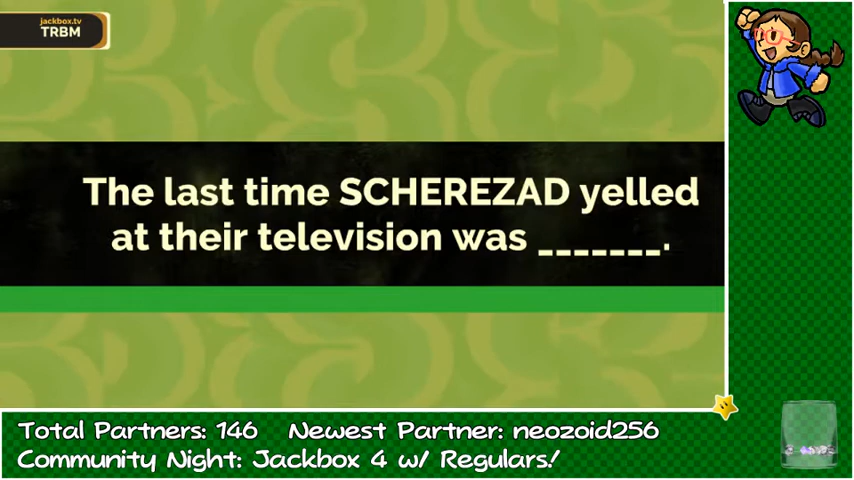 jackbox.tv
TRBM
The last time SCHEREZAD yelled
at their television was _______.
Total Partners: 146 Newest Partner: neozoid256
Community Night: Jackbox 4 w/ Regulars!